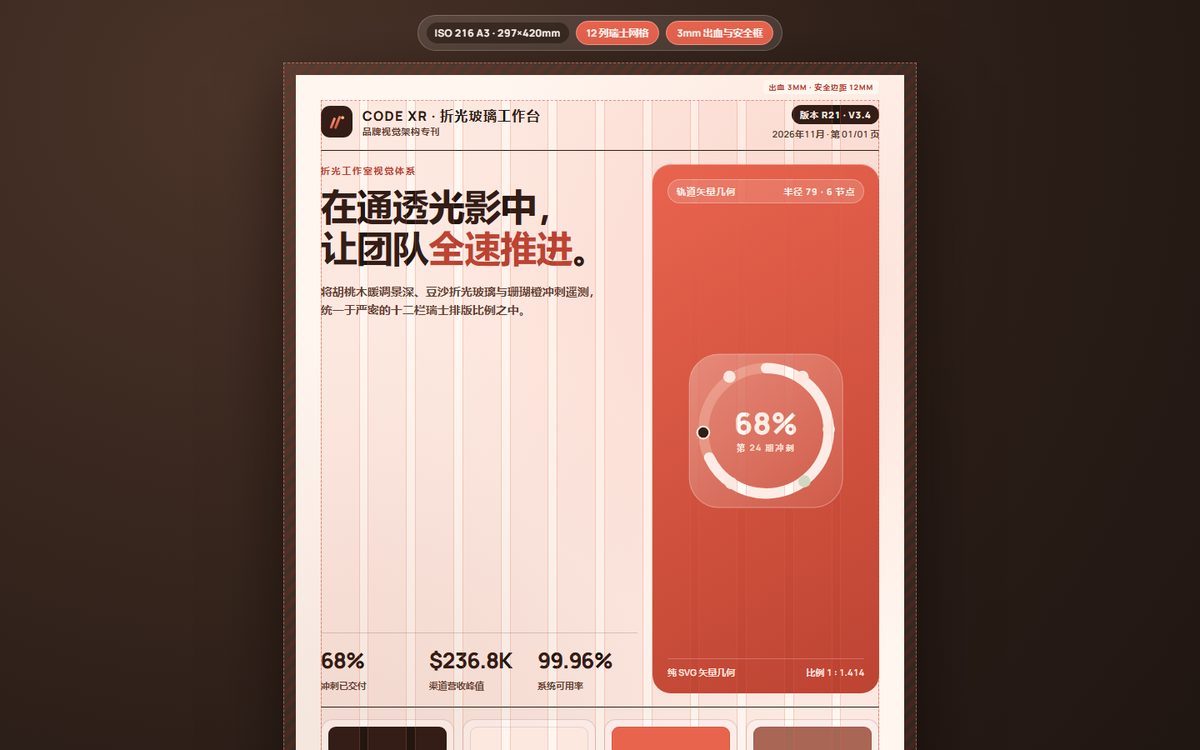 ISO 216 A3 · 297×420mm
12 列瑞士网格
3mm 出血与安全框
出血 3MM · 安全边距 12MM
CODE XR · 折光玻璃工作台
品牌视觉架构专刊
版本 R21 · V3.4
2026年11月 · 第 01/01 页
折光工作室视觉体系
在通透光影中，
让团队全速推进。
将胡桃木暖调景深、豆沙折光玻璃与珊瑚橙冲刺遥测，
统一于严密的十二栏瑞士排版比例之中。
轨道矢量几何
半径 79 · 6 节点
68%
第 24 期冲刺
纯 SVG 矢量几何
比例 1 : 1.414
68%
冲刺已交付
$236.8K
渠道营收峰值
99.96%
系统可用率